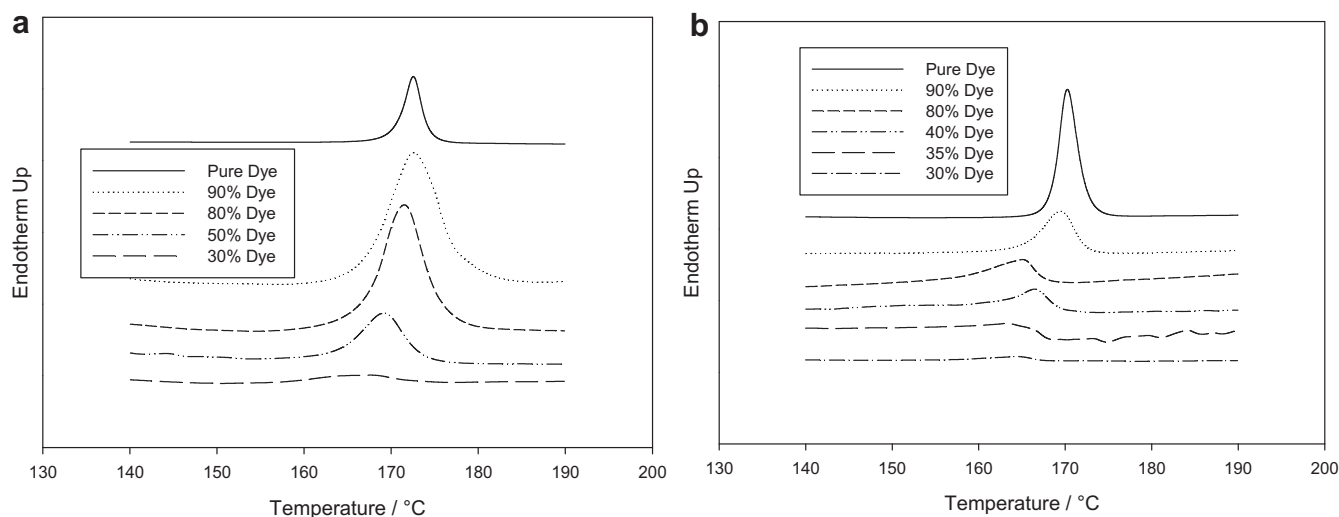 a
Endotherm Up
Pure Dye
90% Dye
80% Dye
50% Dye
30% Dye
130 140 150 160 170 180 190 200
Temperature / °C
b
Endotherm Up
Pure Dye
90% Dye
80% Dye
40% Dye
35% Dye
30% Dye
130 140 150 160 170 180 190 200
Temperature / °C